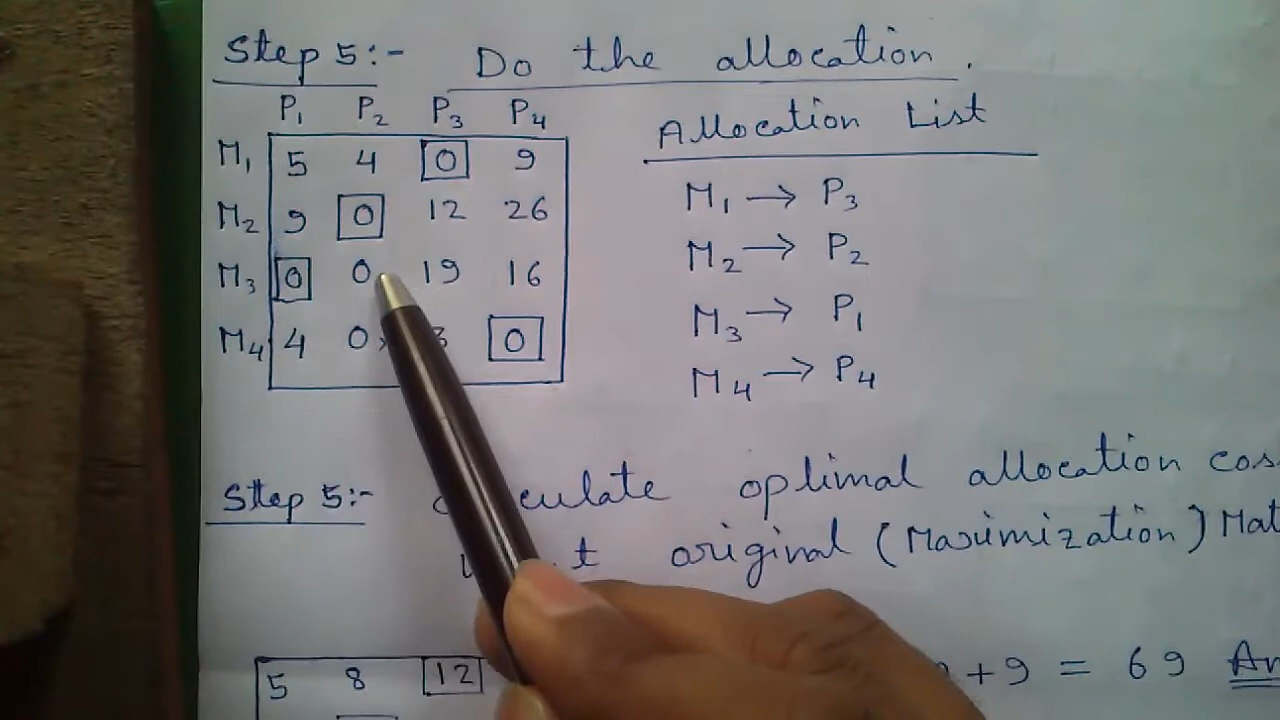 Step 5:- Do the allocation.
P1 P2 P3 P4
M1 5 4 0 9
M2 9 0 12 26
M3 0 0 19 16
M4 4 0 3 0
Allocation List
M1 → P3
M2 → P2
M3 → P1
M4 → P4
Step 5:- optimal allocation
original (Maximization)
5 8 12
+9 = 69